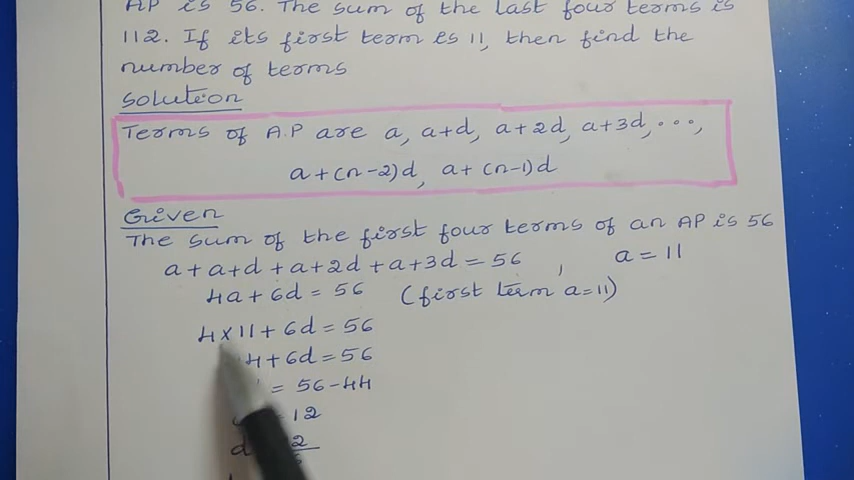 AP is 56. The sum of the last four terms is
112. If its first term is 11, then find the
number of terms
Solution
Terms of A.P are a, a+d, a+2d, a+3d, ...,
a+(n-2)d, a+(n-1)d
Given
The sum of the first four terms of an AP is 56
a+a+d+a+2d+a+3d = 56, a = 11
4a+6d = 56 (first term a=11)
4×11+6d = 56
44+6d = 56
= 56-44
= 12
d